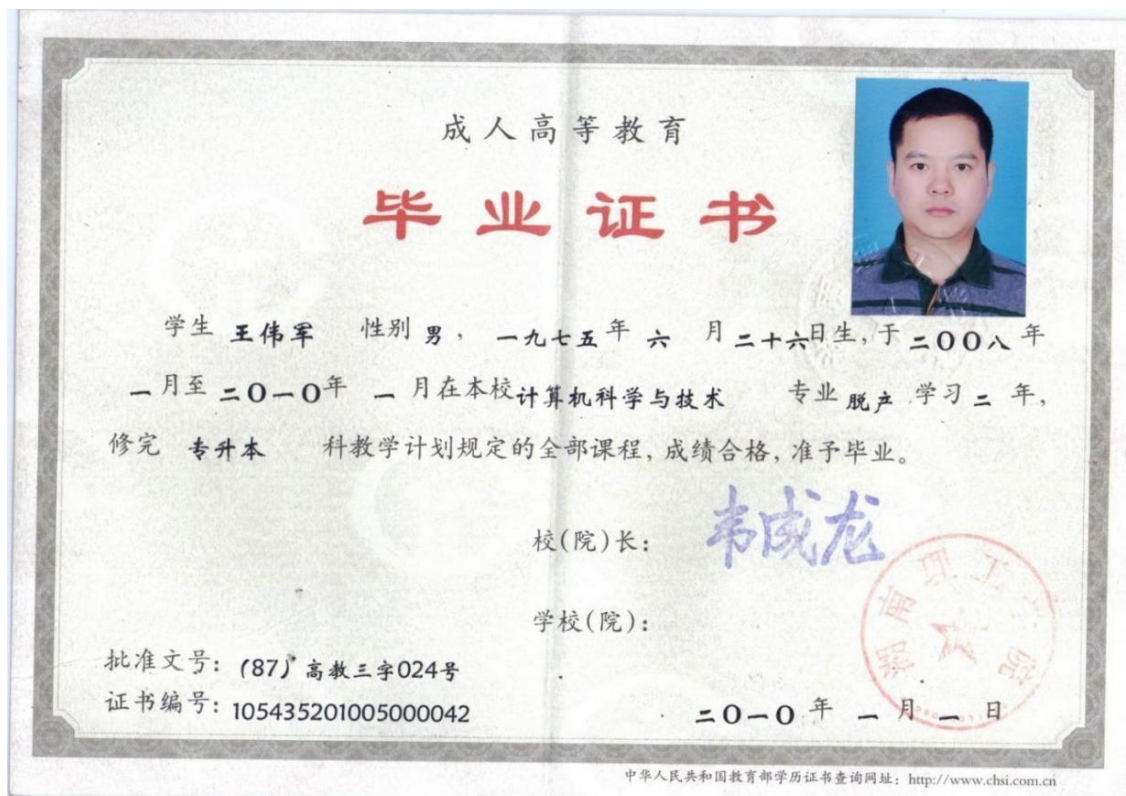 成人高等教育
毕业证书
学生 王伟军 性别 男 , 一九七五 年 六 月 二十六日生, 于 二OO八 年
一 月至 二O一O年 一 月在本校计算机科学与技术 专业 脱产 学习 二 年,
修完 专升本 科教学计划规定的全部课程, 成绩合格, 准予毕业。
校(院)长: 韦成龙
学校(院):
湖南理工 院
批准文号: (87) 高教三字024号
证书编号: 105435201005000042
二O一O 年 一 月 一 日
中华人民共和国教育部学历证书查询网址: http://www.chsi.com.cn